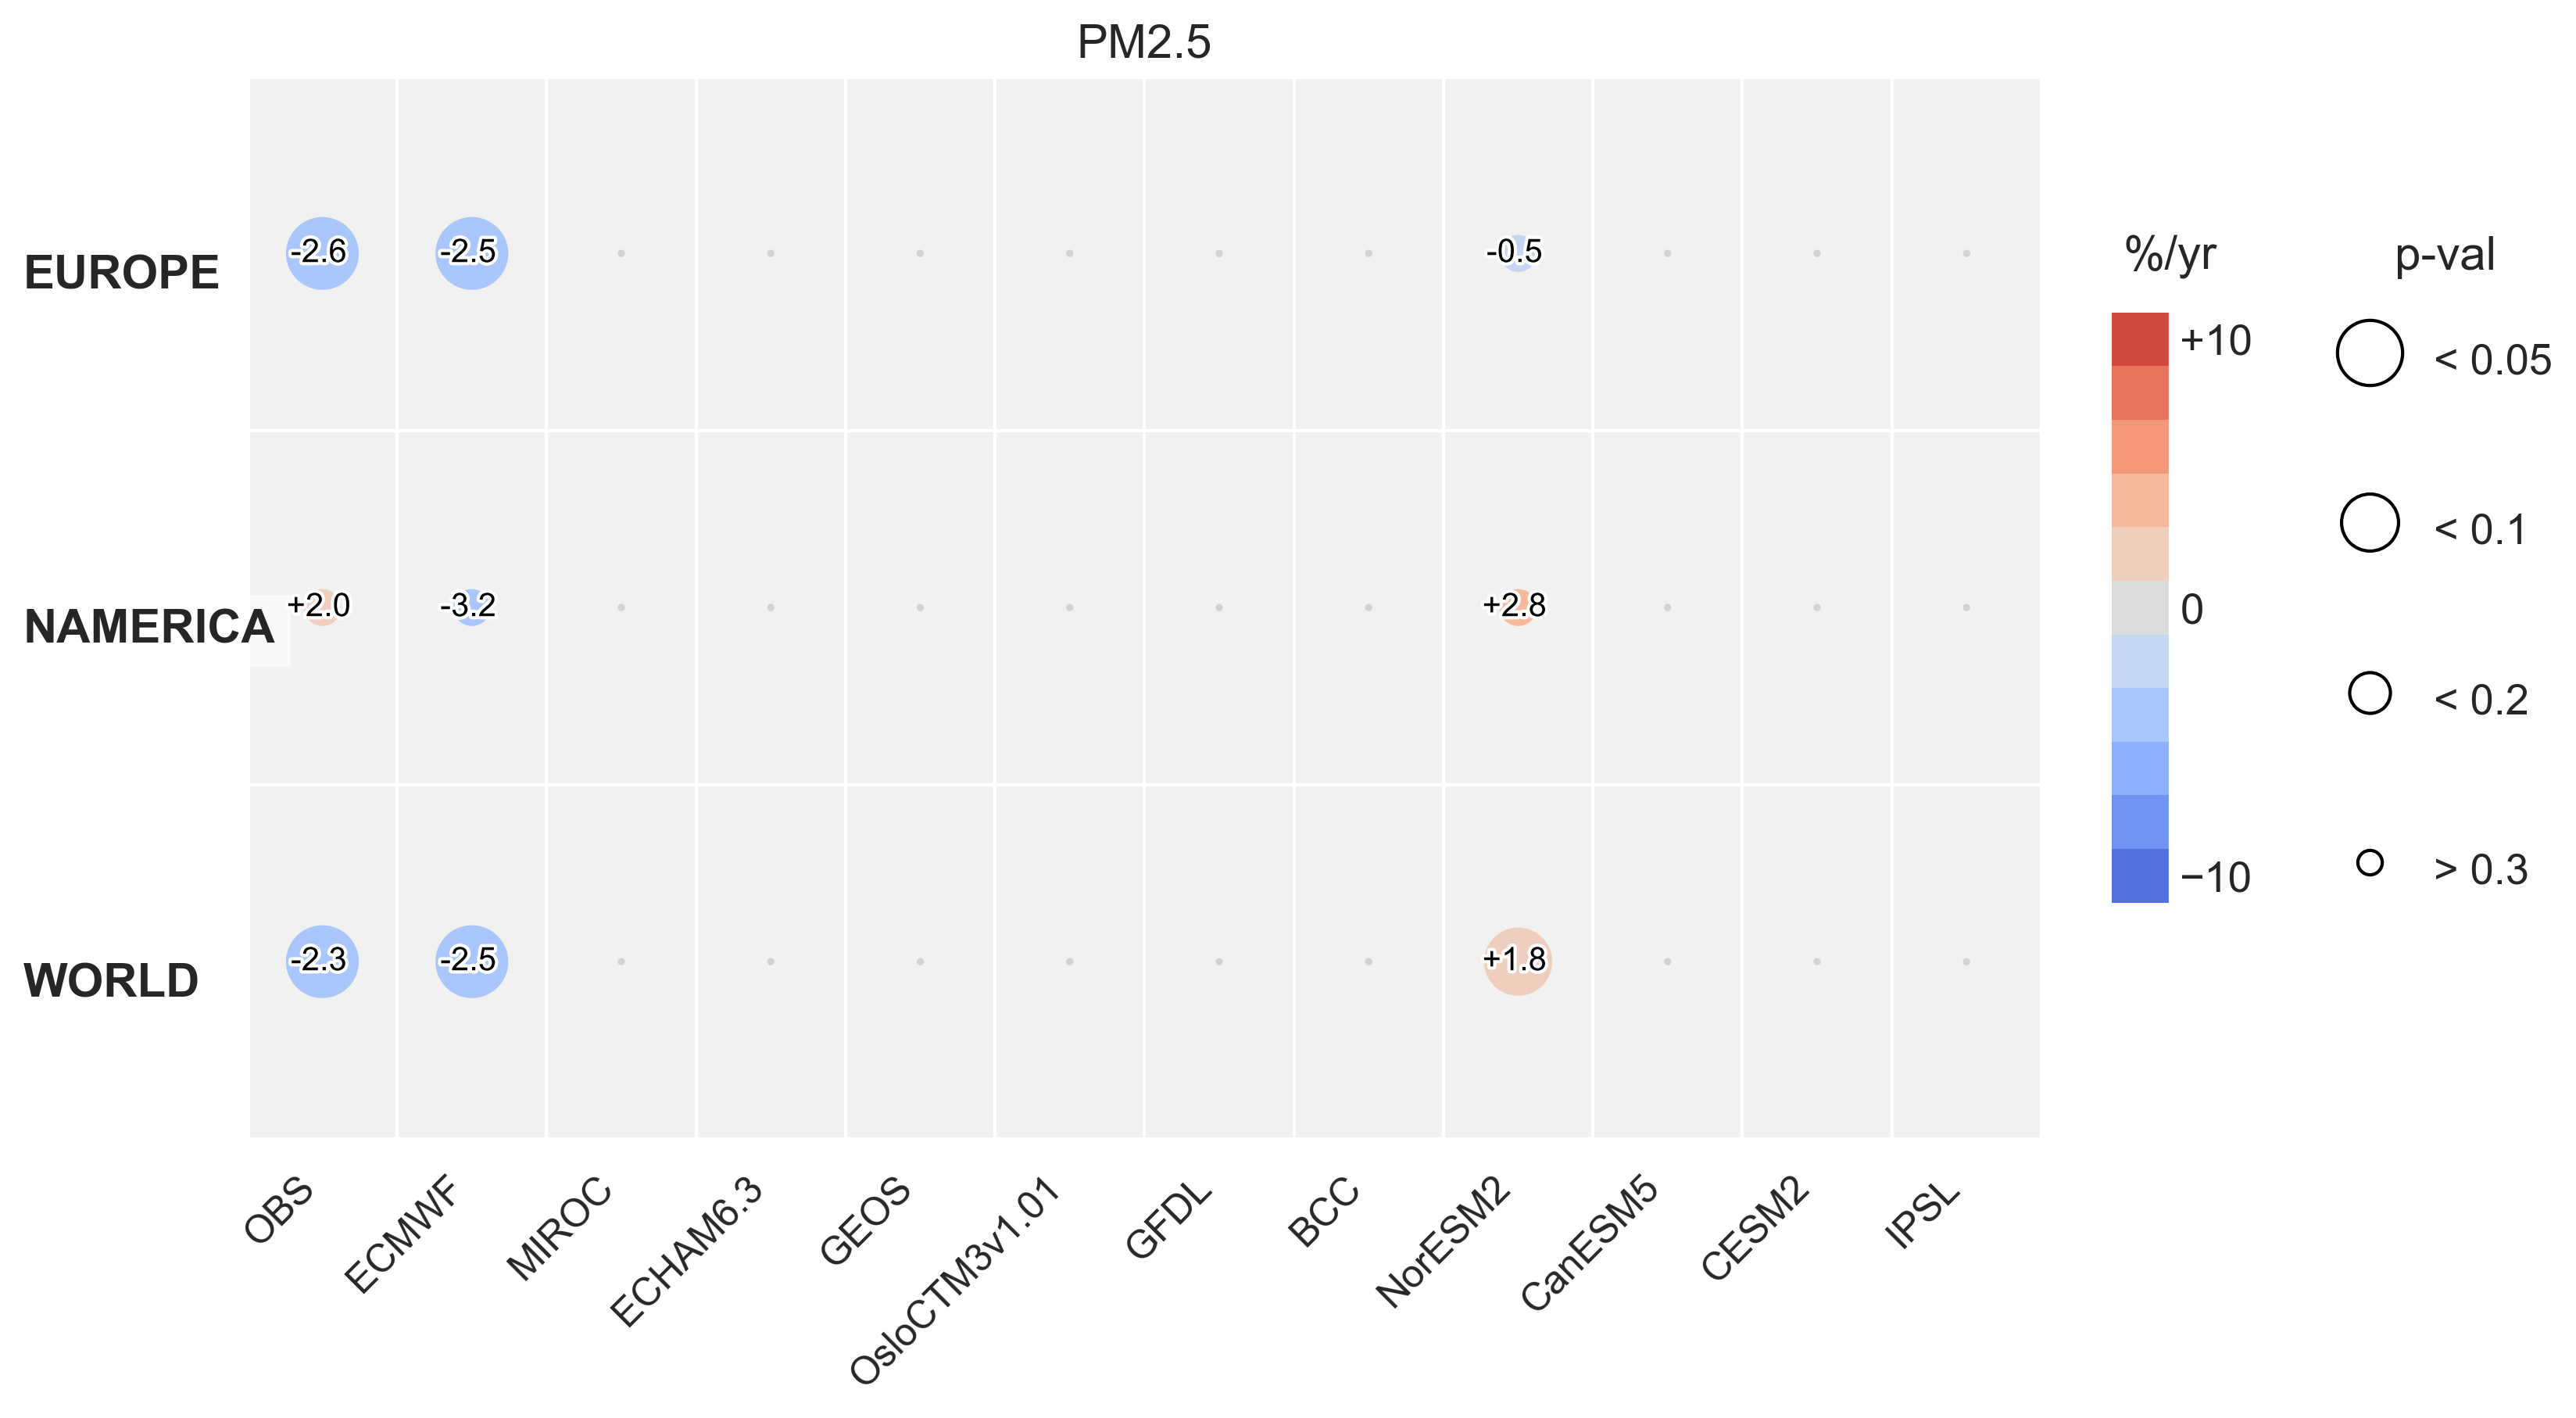 PM2.5
EUROPE
-2.6
-2.5
-0.5
NAMERICA
+2.0
-3.2
+2.8
WORLD
-2.3
-2.5
+1.8
OBS
ECMWF
MIROC
ECHAM6.3
GEOS
OsloCTM3v1.01
GFDL
BCC
NorESM2
CanESM5
CESM2
IPSL
%/yr
+10
0
−10
p-val
< 0.05
< 0.1
< 0.2
> 0.3